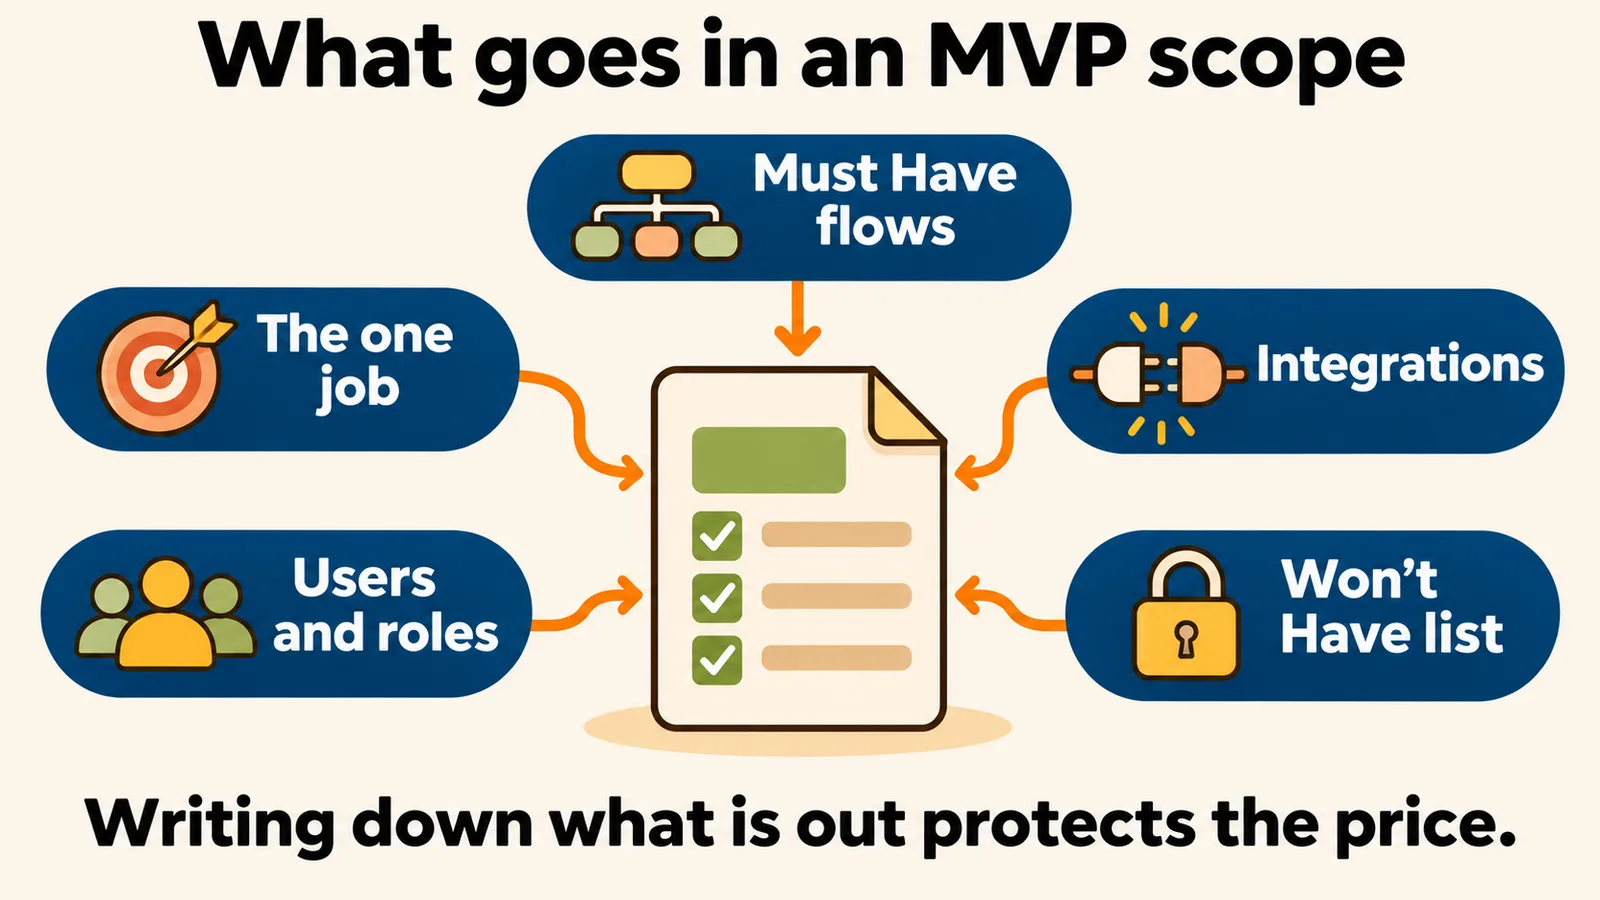 What goes in an MVP scope
Must Have
flows
The one
job
Integrations
Users
and roles
Won't
Have list
Writing down what is out protects the price.